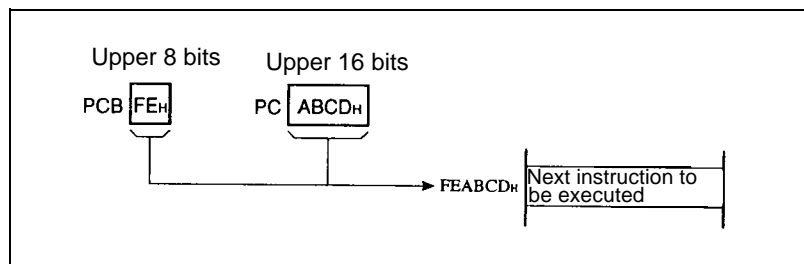 Upper 8 bits
Upper 16 bits
PCB FEH
PC ABCDH
FEABCDH
Next instruction to
be executed